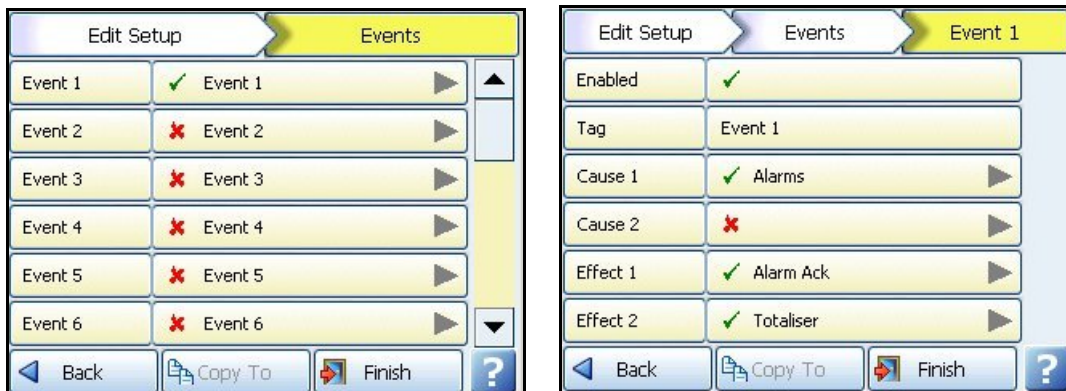 Edit Setup Events
Event 1 Event 1
Event 2 Event 2
Event 3 Event 3
Event 4 Event 4
Event 5 Event 5
Event 6 Event 6
Back Copy To Finish ?
Edit Setup Events Event 1
Enabled
Tag Event 1
Cause 1 Alarms
Cause 2
Effect 1 Alarm Ack
Effect 2 Totaliser
Back Copy To Finish ?